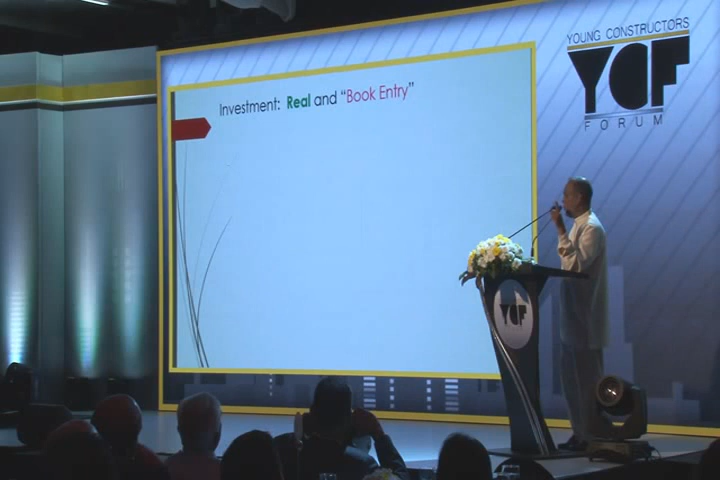 Investment: Real and “Book Entry”
YOUNG CONSTRUCTORS
YCF
FORUM
YCF